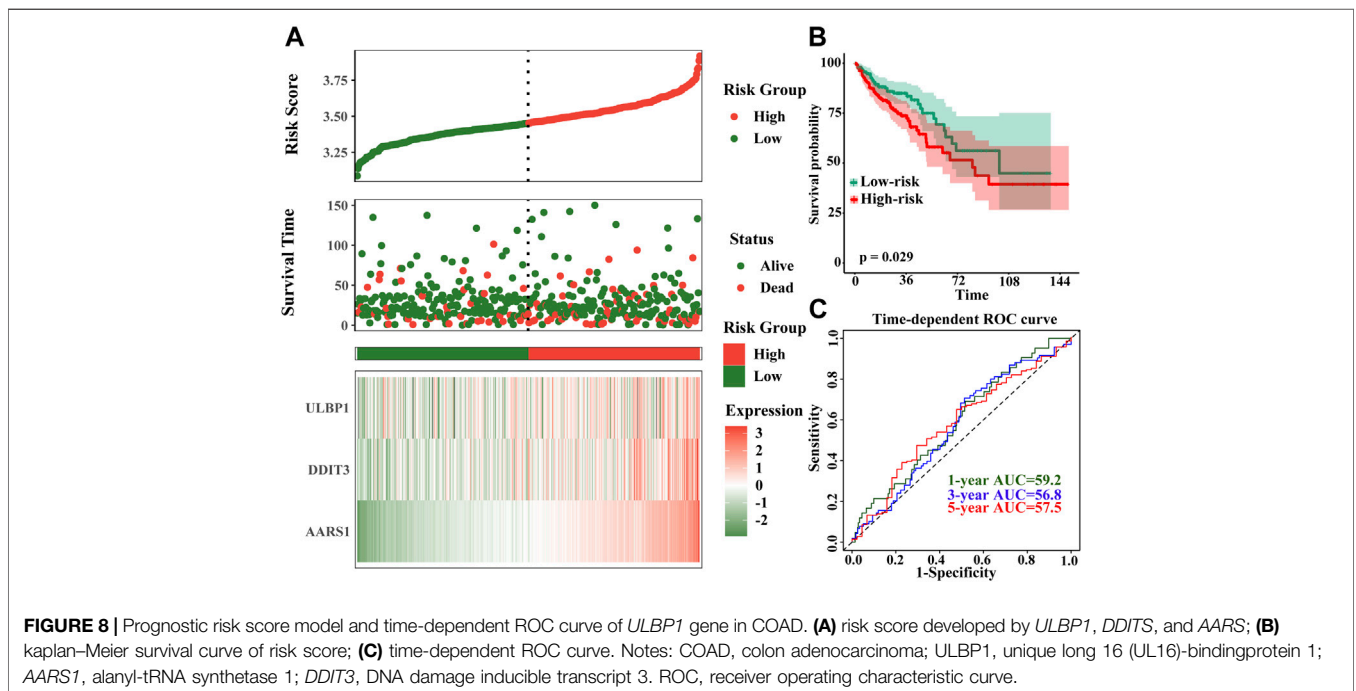 A
Risk Score
3.75
3.50
3.25
Risk Group
High
Low
Survival Time
150
100
50
0
Status
Alive
Dead
Risk Group
High
Low
ULBP1
DDIT3
AARS1
Expression
3
2
1
0
-1
-2
B
Survival probability
100
75
50
25
0
Low-risk
High-risk
p = 0.029
0 36 72 108 144
Time
C
Time-dependent ROC curve
Sensitivity
1.0
0.8
0.6
0.4
0.2
0.0
1-year AUC=59.2
3-year AUC=56.8
5-year AUC=57.5
0.0 0.2 0.4 0.6 0.8 1.0
1-Specificity
FIGURE 8 | Prognostic risk score model and time-dependent ROC curve of ULBP1 gene in COAD. (A) risk score developed by ULBP1, DDITS, and AARS; (B)
kaplan–Meier survival curve of risk score; (C) time-dependent ROC curve. Notes: COAD, colon adenocarcinoma; ULBP1, unique long 16 (UL16)-bindingprotein 1;
AARS1, alanyl-tRNA synthetase 1; DDIT3, DNA damage inducible transcript 3. ROC, receiver operating characteristic curve.